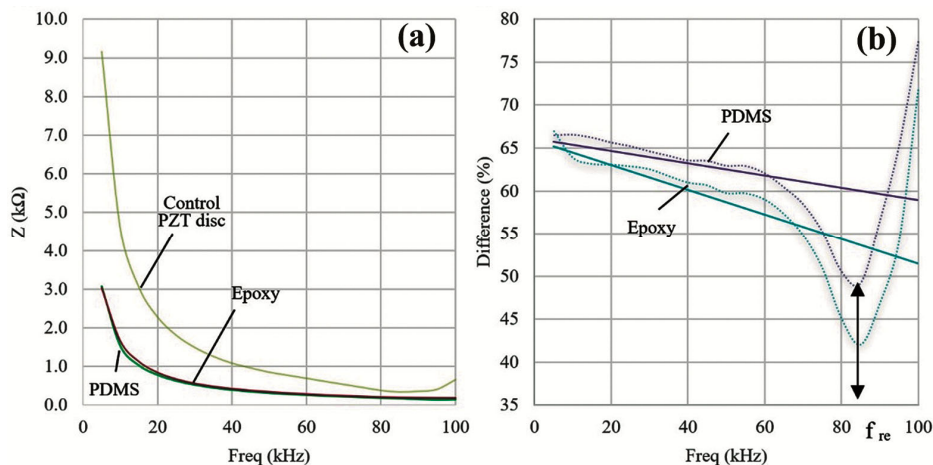 (a)
10.0
9.0
8.0
7.0
6.0
5.0
4.0
3.0
2.0
1.0
0.0
Z (kΩ)
Control
PZT disc
Epoxy
PDMS
0
20
40
60
80
100
Freq (kHz)
(b)
80
75
70
65
60
55
50
45
40
35
Difference (%)
PDMS
Epoxy
0
20
40
60
80
100
f re
Freq (kHz)